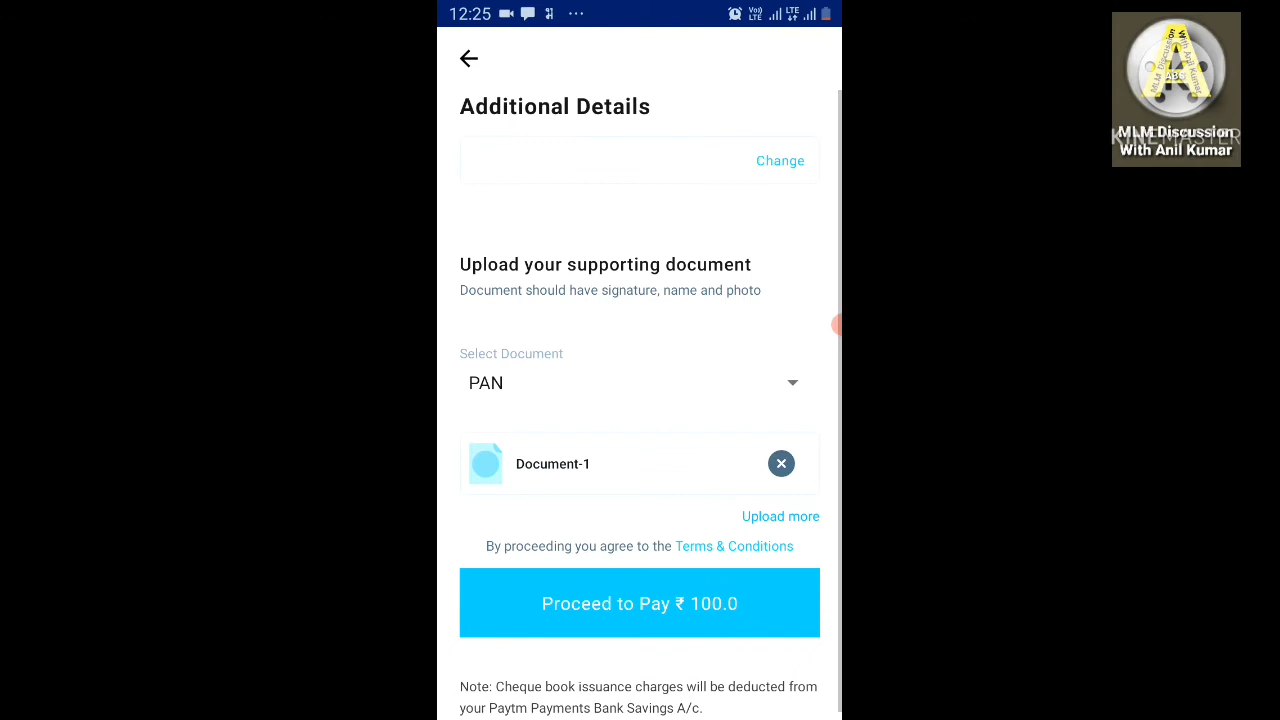 12:25
Additional Details
Change
Upload your supporting document
Document should have signature, name and photo
Select Document
PAN
Document-1
Upload more
By proceeding you agree to the Terms & Conditions
Proceed to Pay ₹ 100.0
Note: Cheque book issuance charges will be deducted from
your Paytm Payments Bank Savings A/c.
MLM Discussion
With Anil Kumar
KINEMASTER